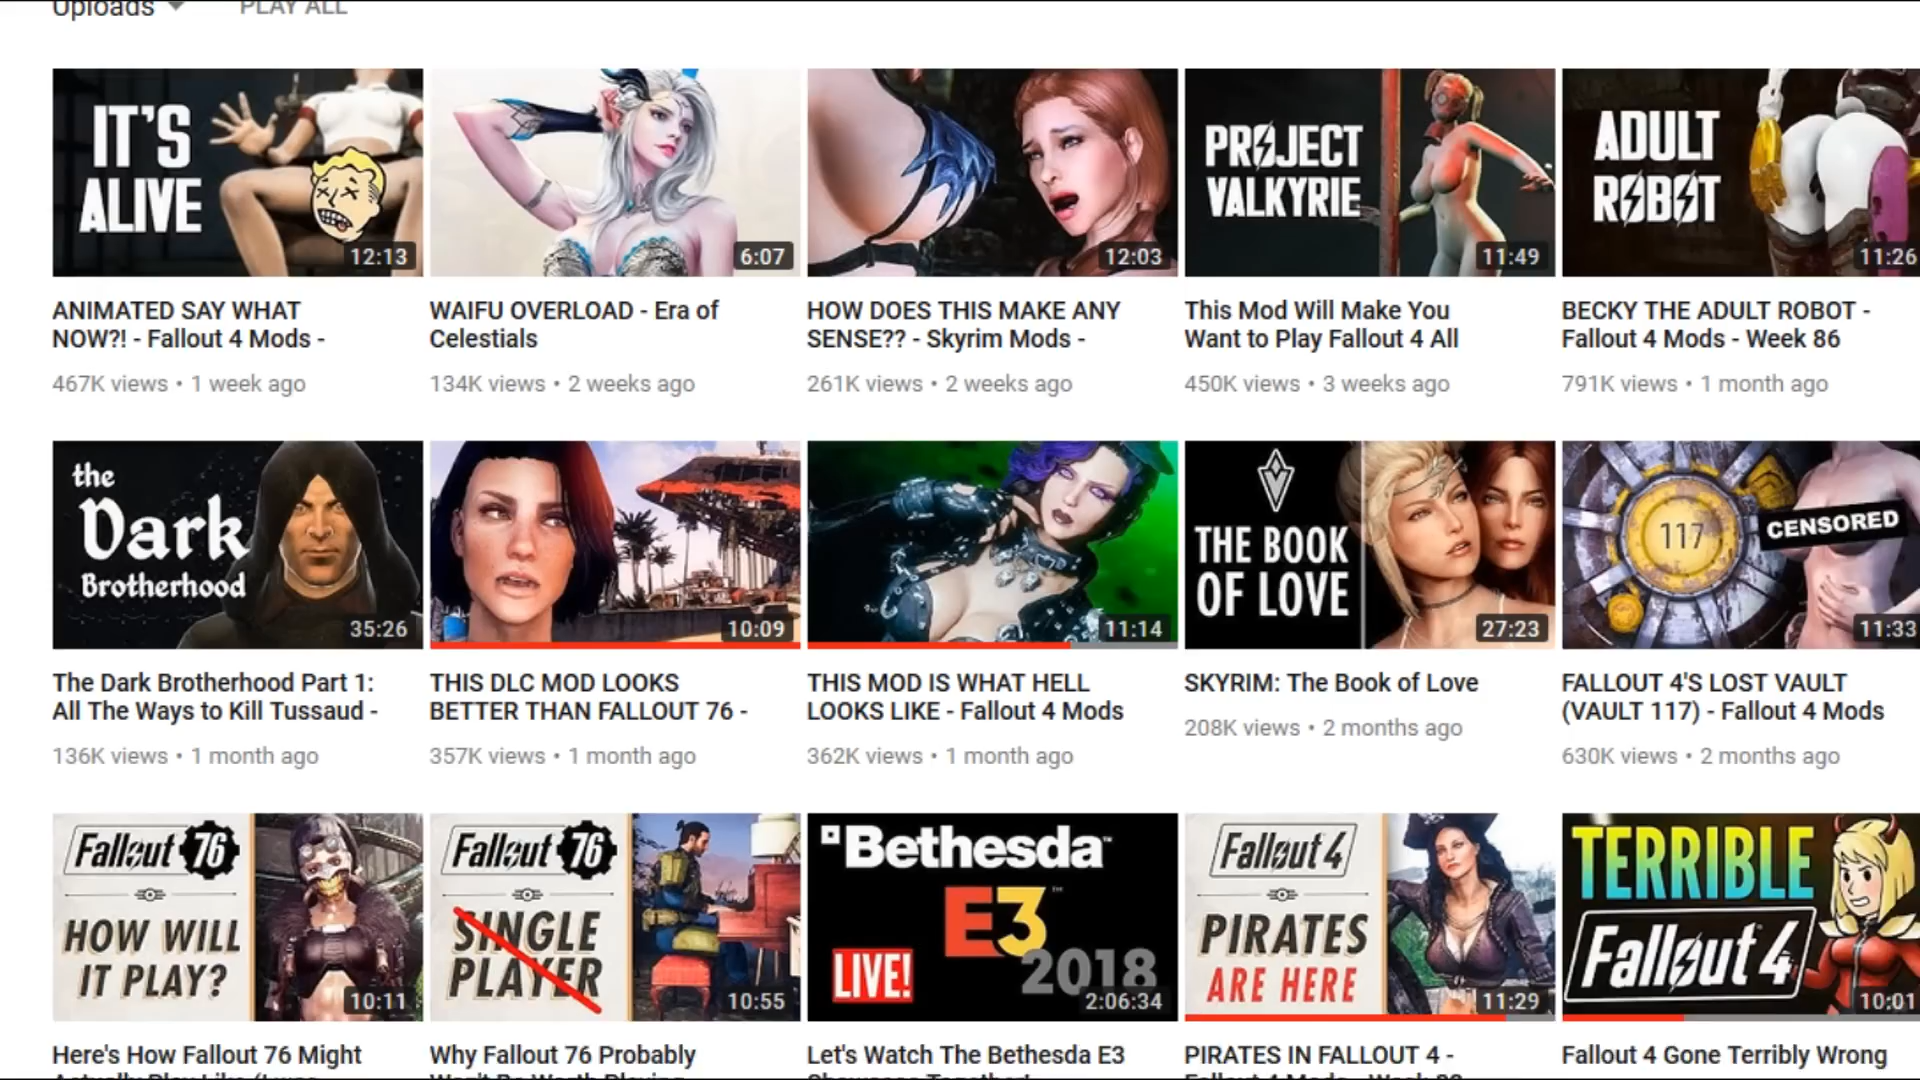 Uploads PLAY ALL
IT'S
ALIVE
12:13
6:07
12:03
PROJECT
VALKYRIE
11:49
ADULT
ROBOT
11:26
ANIMATED SAY WHAT
NOW?! - Fallout 4 Mods -
467K views • 1 week ago
WAIFU OVERLOAD - Era of
Celestials
134K views • 2 weeks ago
HOW DOES THIS MAKE ANY
SENSE?? - Skyrim Mods -
261K views • 2 weeks ago
This Mod Will Make You
Want to Play Fallout 4 All
450K views • 3 weeks ago
BECKY THE ADULT ROBOT -
Fallout 4 Mods - Week 86
791K views • 1 month ago
the
Dark
Brotherhood
35:26
10:09
11:14
THE BOOK
OF LOVE
27:23
117
CENSORED
11:33
The Dark Brotherhood Part 1:
All The Ways to Kill Tussaud -
136K views • 1 month ago
THIS DLC MOD LOOKS
BETTER THAN FALLOUT 76 -
357K views • 1 month ago
THIS MOD IS WHAT HELL
LOOKS LIKE - Fallout 4 Mods
362K views • 1 month ago
SKYRIM: The Book of Love
208K views • 2 months ago
FALLOUT 4'S LOST VAULT
(VAULT 117) - Fallout 4 Mods
630K views • 2 months ago
Fallout 76
HOW WILL
IT PLAY?
10:11
Fallout 76
SINGLE
PLAYER
10:55
Bethesda™
E3™
2018
LIVE!
2:06:34
Fallout 4
PIRATES
ARE HERE
11:29
TERRIBLE
Fallout 4
10:01
Here's How Fallout 76 Might
Why Fallout 76 Probably
Let's Watch The Bethesda E3
PIRATES IN FALLOUT 4 -
Fallout 4 Gone Terribly Wrong